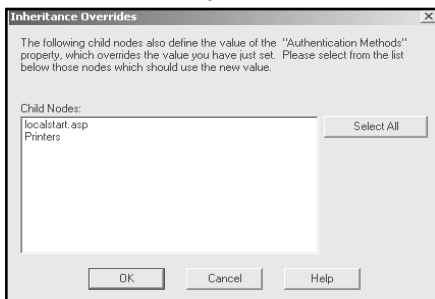 Inheritance Overrides
The following child nodes also define the value of the "Authentication Methods"
property, which overrides the value you have just set. Please select from the list
below those nodes which should use the new value.
Child Nodes:
localstart.asp
Printers
Select All
OK Cancel Help